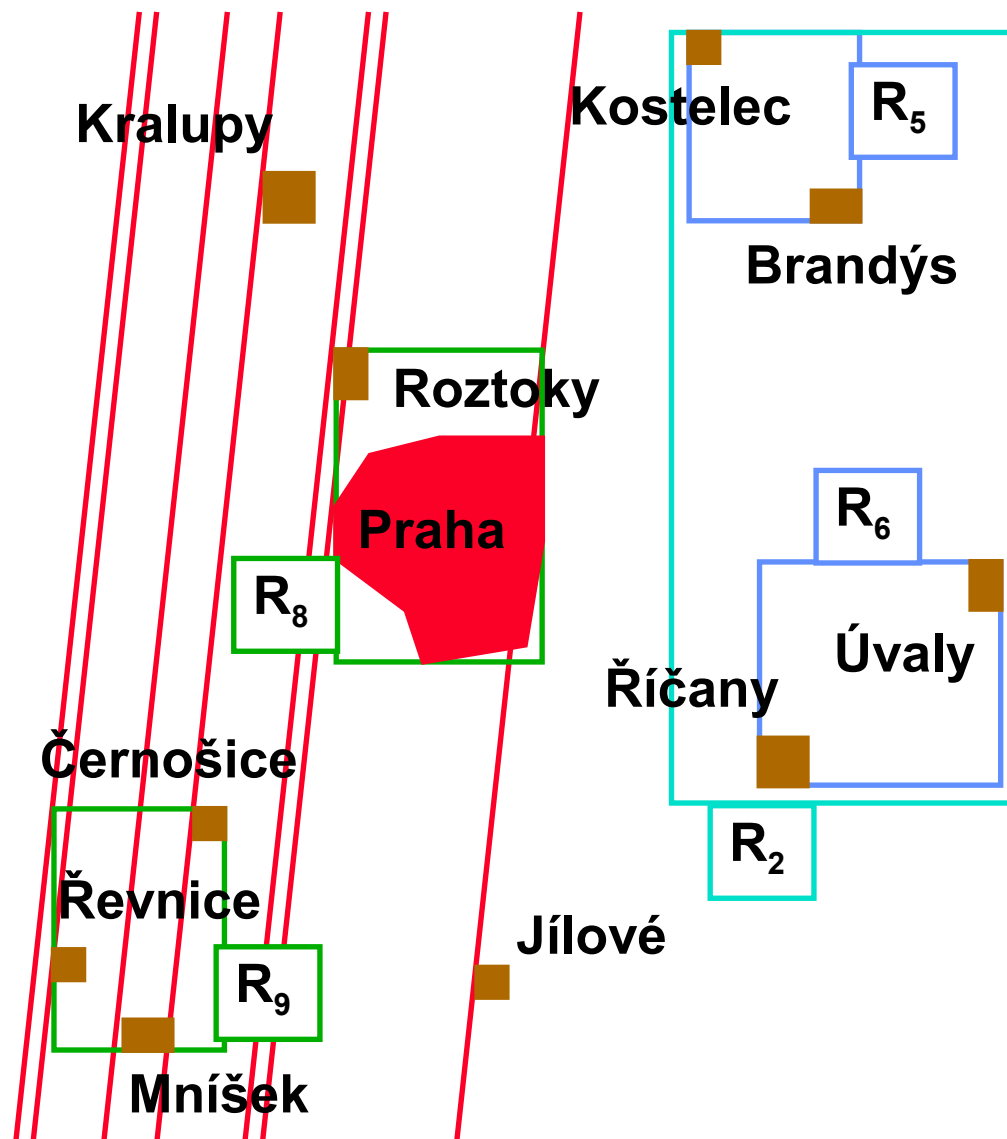 Kostelec
R5
Kralupy
Brandýs
Roztoky
R6
Praha
R8
Úvaly
Říčany
Černošice
R2
Řevnice
Jílové
R9
Mníšek